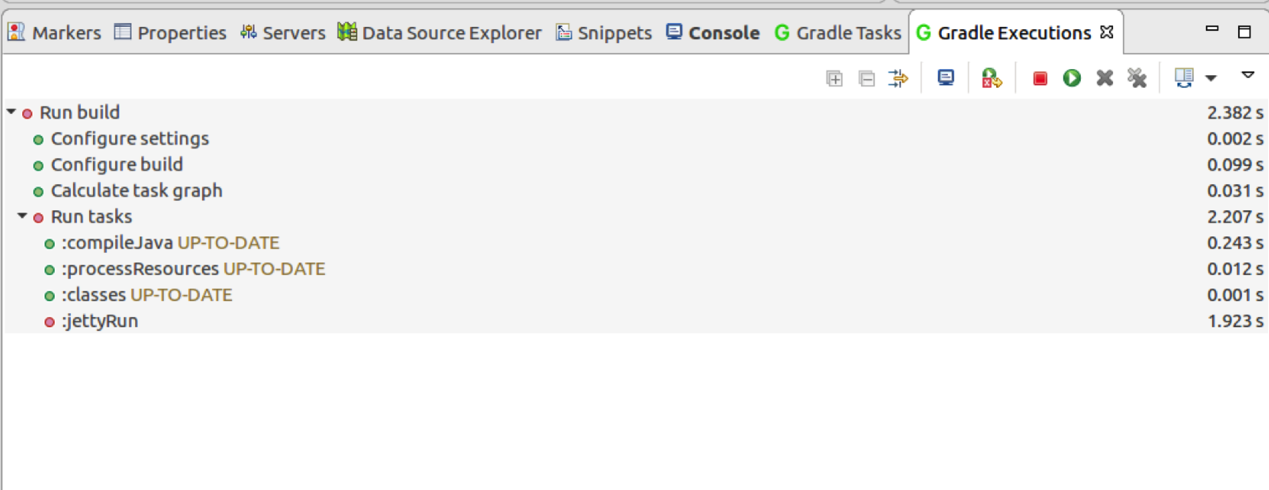 Markers Properties Servers Data Source Explorer Snippets Console Gradle Tasks Gradle Executions
Run build 2.382 s
Configure settings 0.002 s
Configure build 0.099 s
Calculate task graph 0.031 s
Run tasks 2.207 s
:compileJava UP-TO-DATE 0.243 s
:processResources UP-TO-DATE 0.012 s
:classes UP-TO-DATE 0.001 s
:jettyRun 1.923 s